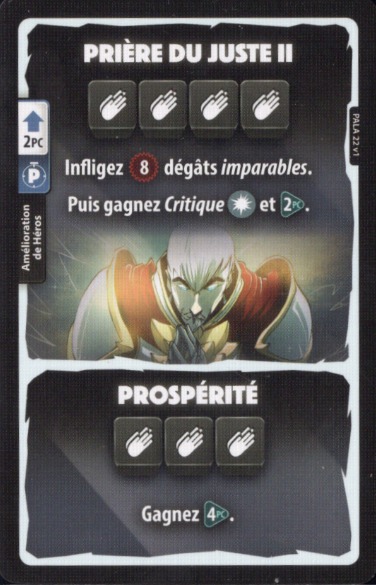 PRIÈRE DU JUSTE II
2PC
P
Amélioration
de Héros
PALA 22 v1
Infligez 8 dégâts imparables.
Puis gagnez Critique et 2PC.
PROSPÉRITÉ
Gagnez 4PC.